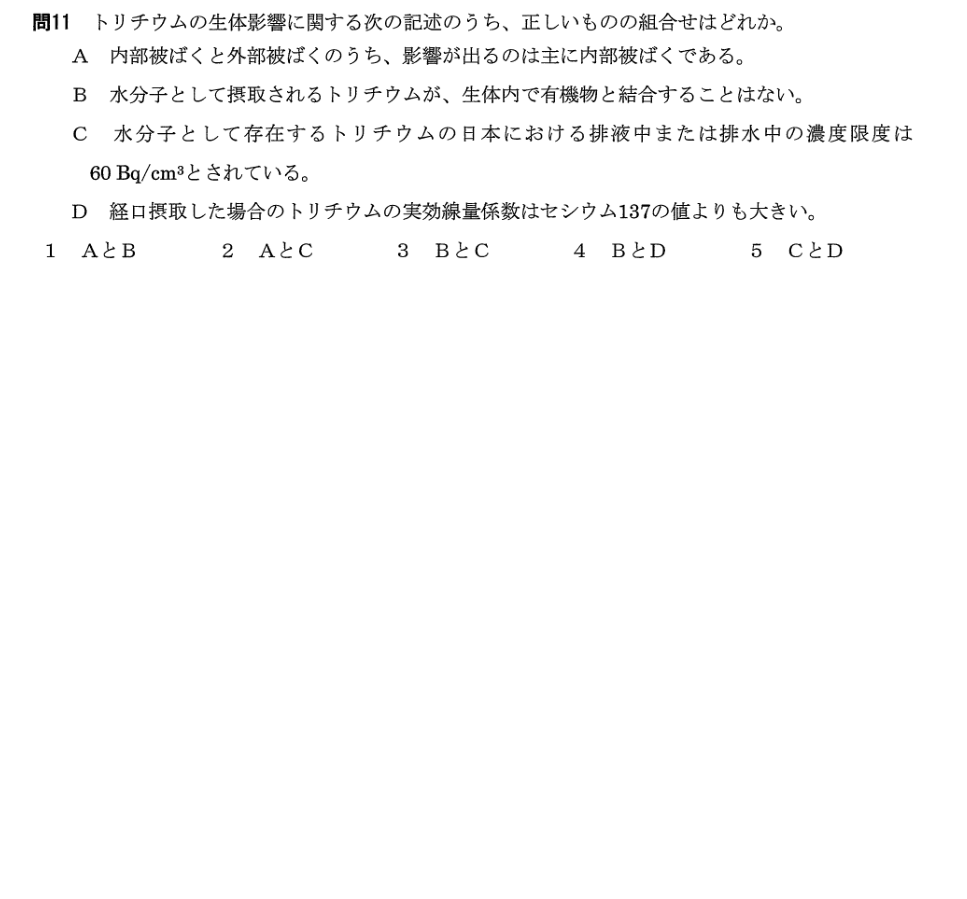 問11　トリチウムの生体影響に関する次の記述のうち、正しいものの組合せはどれか。
A　内部被ばくと外部被ばくのうち、影響が出るのは主に内部被ばくである。
B　水分子として摂取されるトリチウムが、生体内で有機物と結合することはない。
C　水分子として存在するトリチウムの日本における排液中または排水中の濃度限度は
60 Bq/cm³とされている。
D　経口摂取した場合のトリチウムの実効線量係数はセシウム137の値よりも大きい。
1　AとB　2　AとC　3　BとC　4　BとD　5　CとD